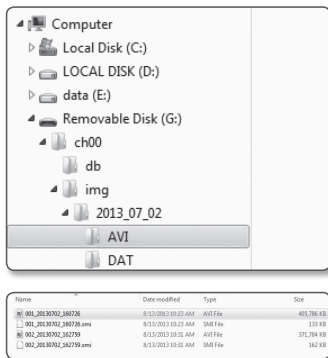 Computer
Local Disk (C:)
LOCAL DISK (D:)
data (E:)
Removable Disk (G:)
ch00
db
img
2013_07_02
AVI
DAT
Name Date modified Type Size
001_20130702_160726 8/13/2013 10:23 AM AVI File 405,786 KB
001_20130702_160726.smi 8/13/2013 10:23 AM SMI File 133 KB
002_20130702_162759 8/13/2013 10:31 AM AVI File 371,784 KB
002_20130702_162759.smi 8/13/2013 10:31 AM SMI File 162 KB